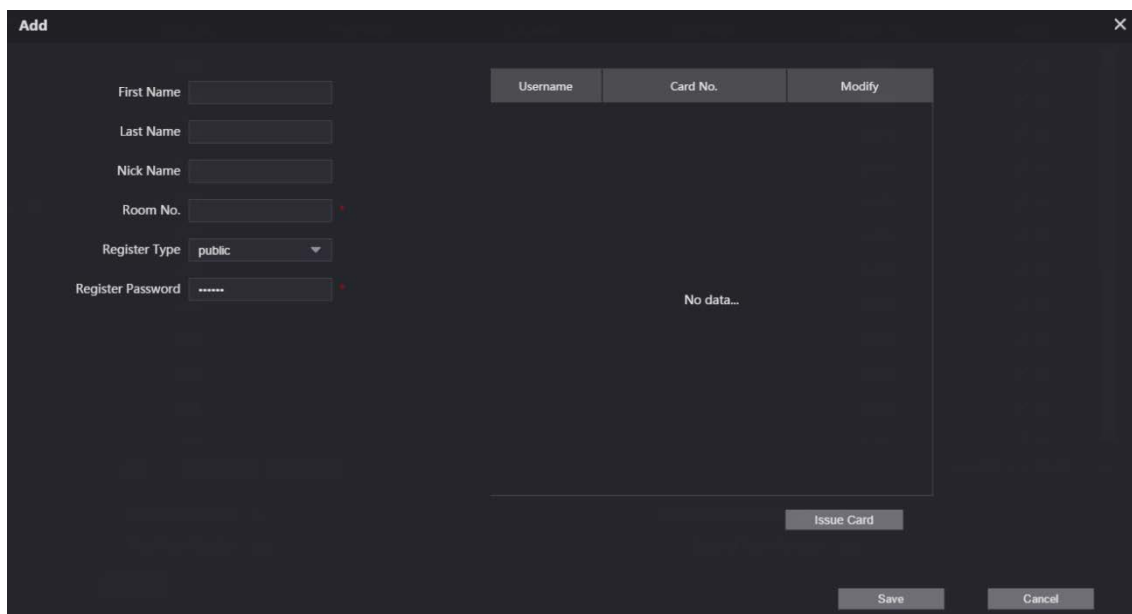 Add
First Name
Last Name
Nick Name
Room No. *
Register Type public
Register Password •••••• *
Username Card No. Modify
No data...
Issue Card
Save Cancel